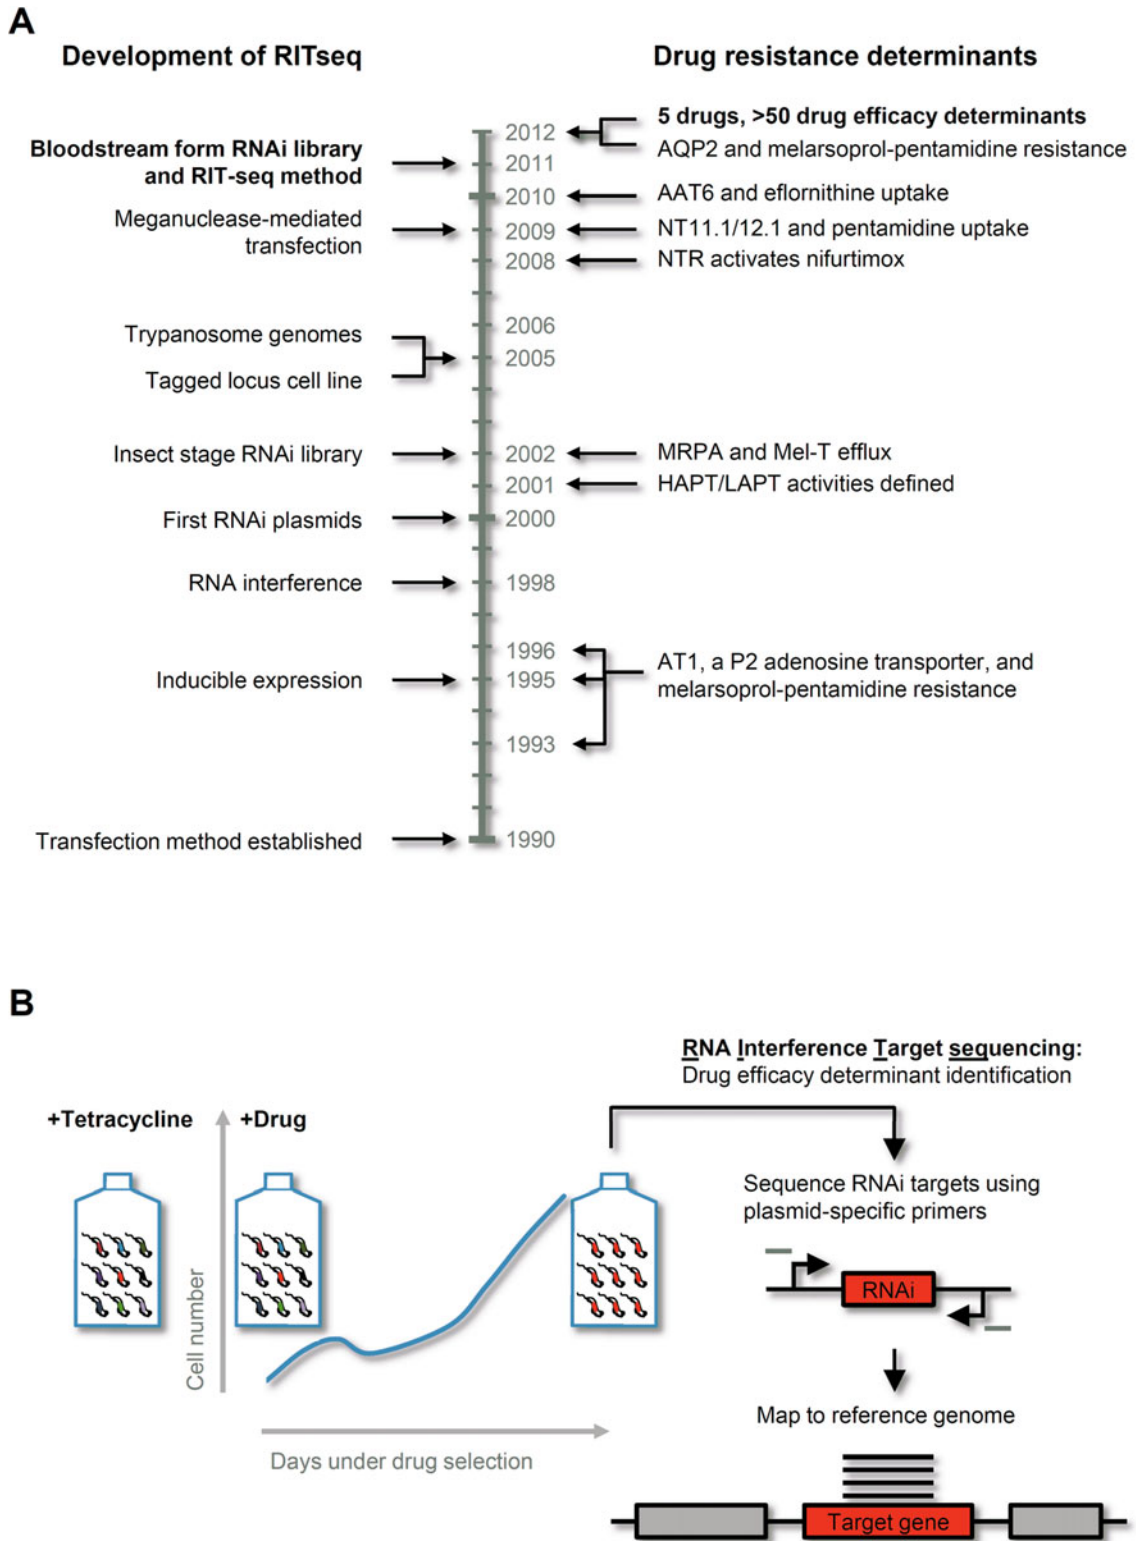 A
Development of RITseq
Drug resistance determinants
Bloodstream form RNAi library
and RIT-seq method
Meganuclease-mediated
transfection
Trypanosome genomes
Tagged locus cell line
Insect stage RNAi library
First RNAi plasmids
RNA interference
Inducible expression
Transfection method established
2012
2011
2010
2009
2008
2006
2005
2002
2001
2000
1998
1996
1995
1993
1990
5 drugs, >50 drug efficacy determinants
AQP2 and melarsoprol-pentamidine resistance
AAT6 and eflornithine uptake
NT11.1/12.1 and pentamidine uptake
NTR activates nifurtimox
MRPA and Mel-T efflux
HAPT/LAPT activities defined
AT1, a P2 adenosine transporter, and
melarsoprol-pentamidine resistance
B
+Tetracycline
+Drug
Cell number
Days under drug selection
RNA Interference Target sequencing:
Drug efficacy determinant identification
Sequence RNAi targets using
plasmid-specific primers
RNAi
Map to reference genome
Target gene